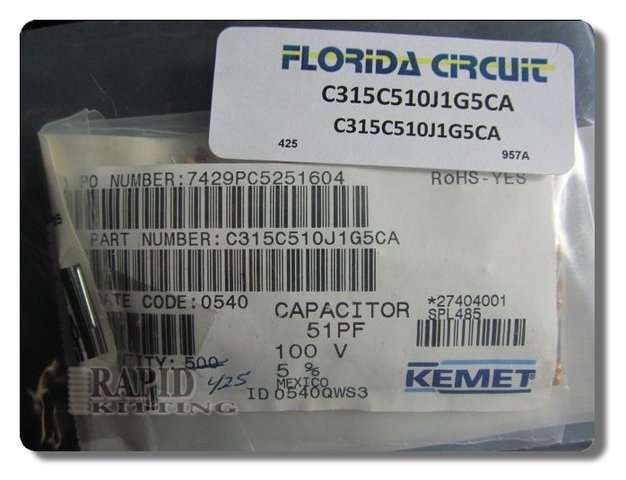 FLORIDA CIRCUIT
C315C510J1G5CA
C315C510J1G5CA
425 957A
PO NUMBER:7429PC5251604 RoHS-YES
PART NUMBER:C315C510J1G5CA
DATE CODE:0540 CAPACITOR *27404001
51PF SPL485
QUANTITY:500 100 V
425 5 %
MEXICO
ID 0540QWS3
KEMET
RAPID
KITTING